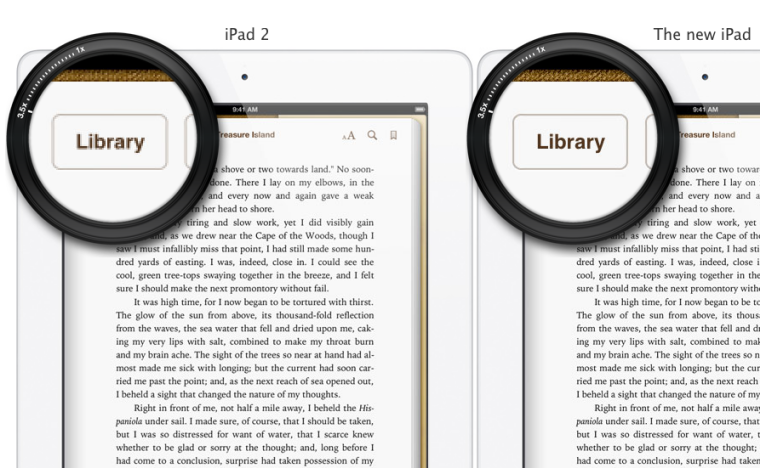 iPad 2
3.5x 1x
Library
9:41 AM
Treasure Island
AA
a shove or two towards land." No soon-
done. There I lay on my elbows, in the
and every now and again gave a weak
her head to shore.
tiring and slow work, yet I did visibly gain
as we drew near the Cape of the Woods, though I
saw I must infallibly miss that point, I had still made some hun-
dred yards of easting. I was, indeed, close in. I could see the
cool, green tree-tops swaying together in the breeze, and I felt
sure I should make the next promontory without fail.
It was high time, for I now began to be tortured with thirst.
The glow of the sun from above, its thousand-fold reflection
from the waves, the sea water that fell and dried upon me, cak-
ing my very lips with salt, combined to make my throat burn
and my brain ache. The sight of the trees so near at hand had al-
most made me sick with longing; but the current had soon car-
ried me past the point; and, as the next reach of sea opened out,
I beheld a sight that changed the nature of my thoughts.
Right in front of me, not half a mile away, I beheld the His-
paniola under sail. I made sure, of course, that I should be taken,
but I was so distressed for want of water, that I scarce knew
whether to be glad or sorry at the thought; and, long before I
had come to a conclusion, surprise had taken possession of my
The new iPad
3.5x 1x
Library
9:41 AM
Treasure Island
a shove or two
done. There I lay on
and every now and a
her head to shore.
tiring and slow work, ye
as we drew near the Cape of the
saw I must infallibly miss that point, I had sti
dred yards of easting. I was, indeed, close i
cool, green tree-tops swaying together in the
sure I should make the next promontory with
It was high time, for I now began to be to
The glow of the sun from above, its thousa
from the waves, the sea water that fell and dr
ing my very lips with salt, combined to mak
and my brain ache. The sight of the trees so n
most made me sick with longing; but the cur
ried me past the point; and, as the next reach
I beheld a sight that changed the nature of my
Right in front of me, not half a mile away
paniola under sail. I made sure, of course, that
but I was so distressed for want of water, t
whether to be glad or sorry at the thought; a
had come to a conclusion, surprise had take